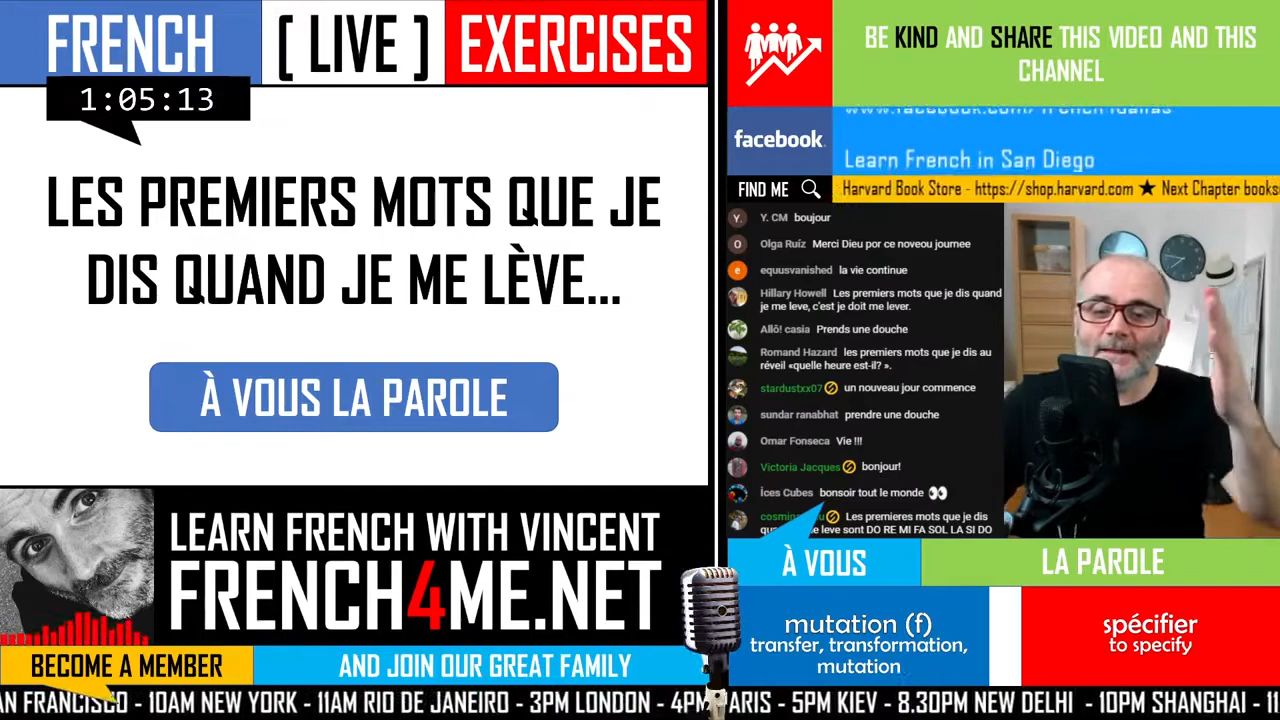 FRENCH
[ LIVE ]
EXERCISES
1:05:13
LES PREMIERS MOTS QUE JE
DIS QUAND JE ME LÈVE...
À VOUS LA PAROLE
LEARN FRENCH WITH VINCENT
FRENCH4ME.NET
BECOME A MEMBER
AND JOIN OUR GREAT FAMILY
BE KIND AND SHARE THIS VIDEO AND THIS
CHANNEL
facebook
Learn French in San Diego
FIND ME
Harvard Book Store - https://shop.harvard.com ★ Next Chapter books
Y. CM boujour
Olga Ruíz Merci Dieu por ce noveou journee
equusvanished la vie continue
Hillary Howell Les premiers mots que je dis quand
je me leve, c'est je doit me lever.
Allô! casia Prends une douche
Romand Hazard les premiers mots que je dis au
réveil «quelle heure est-il? ».
stardustxx07 un nouveau jour commence
sundar ranabhat prendre une douche
Omar Fonseca Vie !!!
Victoria Jacques bonjour!
İces Cubes bonsoir tout le monde 👀
Les premieres mots que je dis
leve sont DO RE MI FA SOL LA SI DO
À VOUS
LA PAROLE
mutation (f)
transfer, transformation,
mutation
spécifier
to specify
FRANCISCO - 10AM NEW YORK - 11AM RIO DE JANEIRO - 3PM LONDON - 4PM PARIS - 5PM KIEV - 8.30PM NEW DELHI - 10PM SHANGHAI - 11